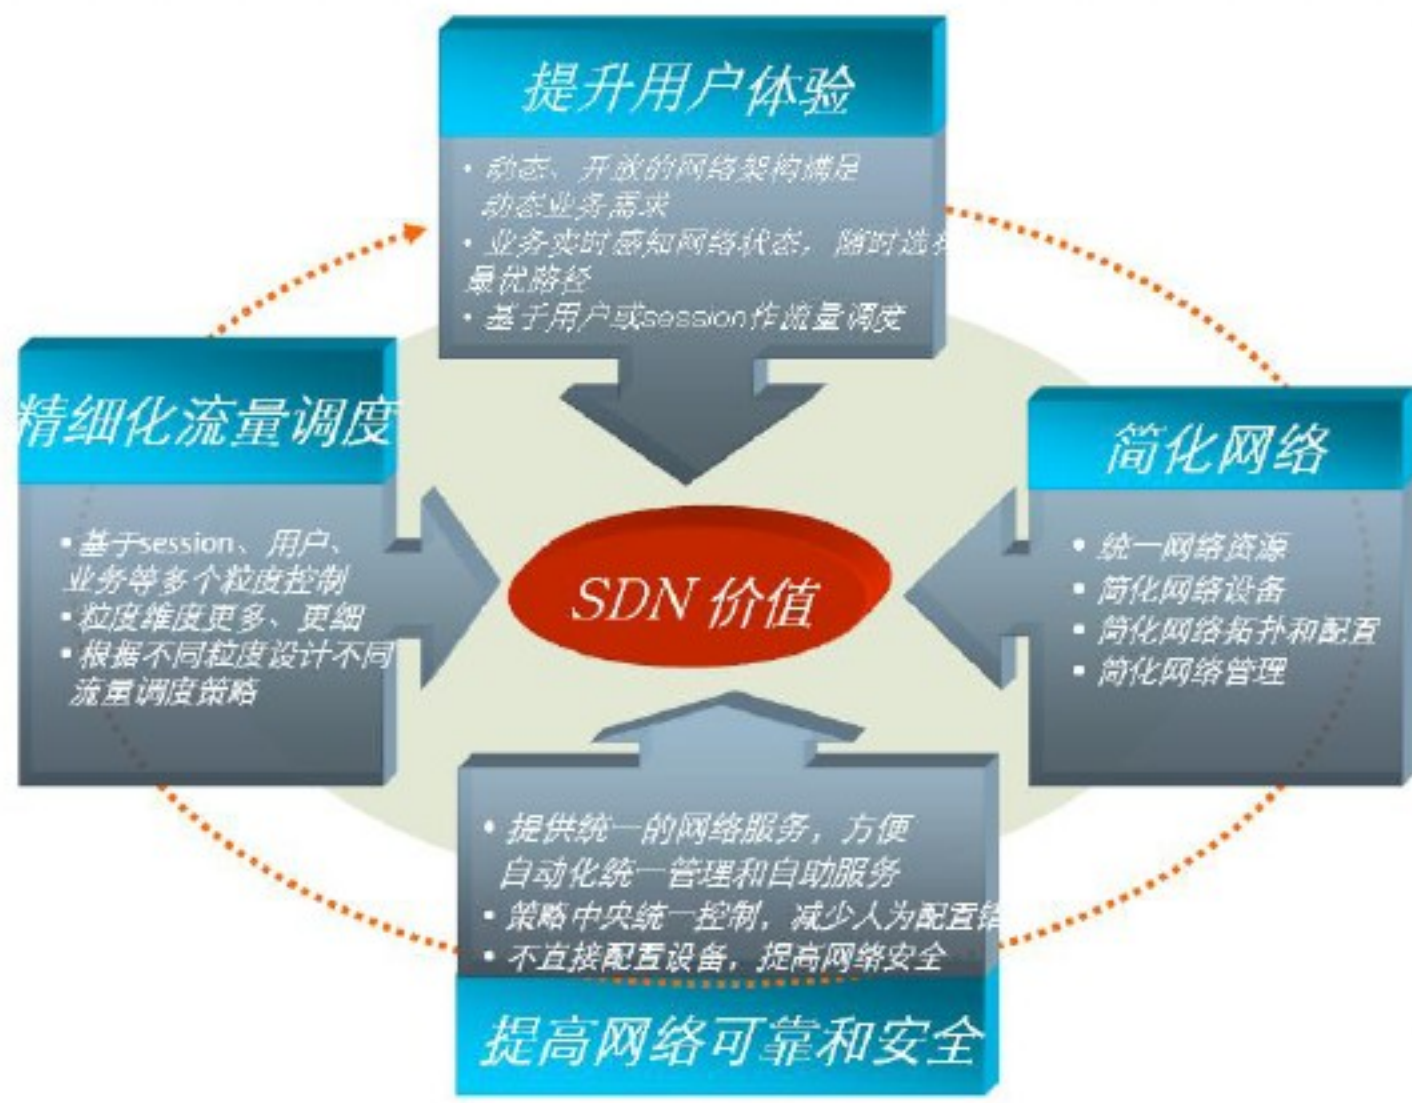 提升用户体验
• 动态、开放的网络架构满足
动态业务需求
• 业务实时感知网络状态，随时选择
最优路径
• 基于用户或session作流量调度
精细化流量调度
• 基于session、用户、
业务等多个粒度控制
• 粒度维度更多、更细
• 根据不同粒度设计不同
流量调度策略
SDN 价值
简化网络
• 统一网络资源
• 简化网络设备
• 简化网络拓扑和配置
• 简化网络管理
• 提供统一的网络服务，方便
自动化统一管理和自助服务
• 策略中央统一控制，减少人为配置错
• 不直接配置设备，提高网络安全
提高网络可靠和安全